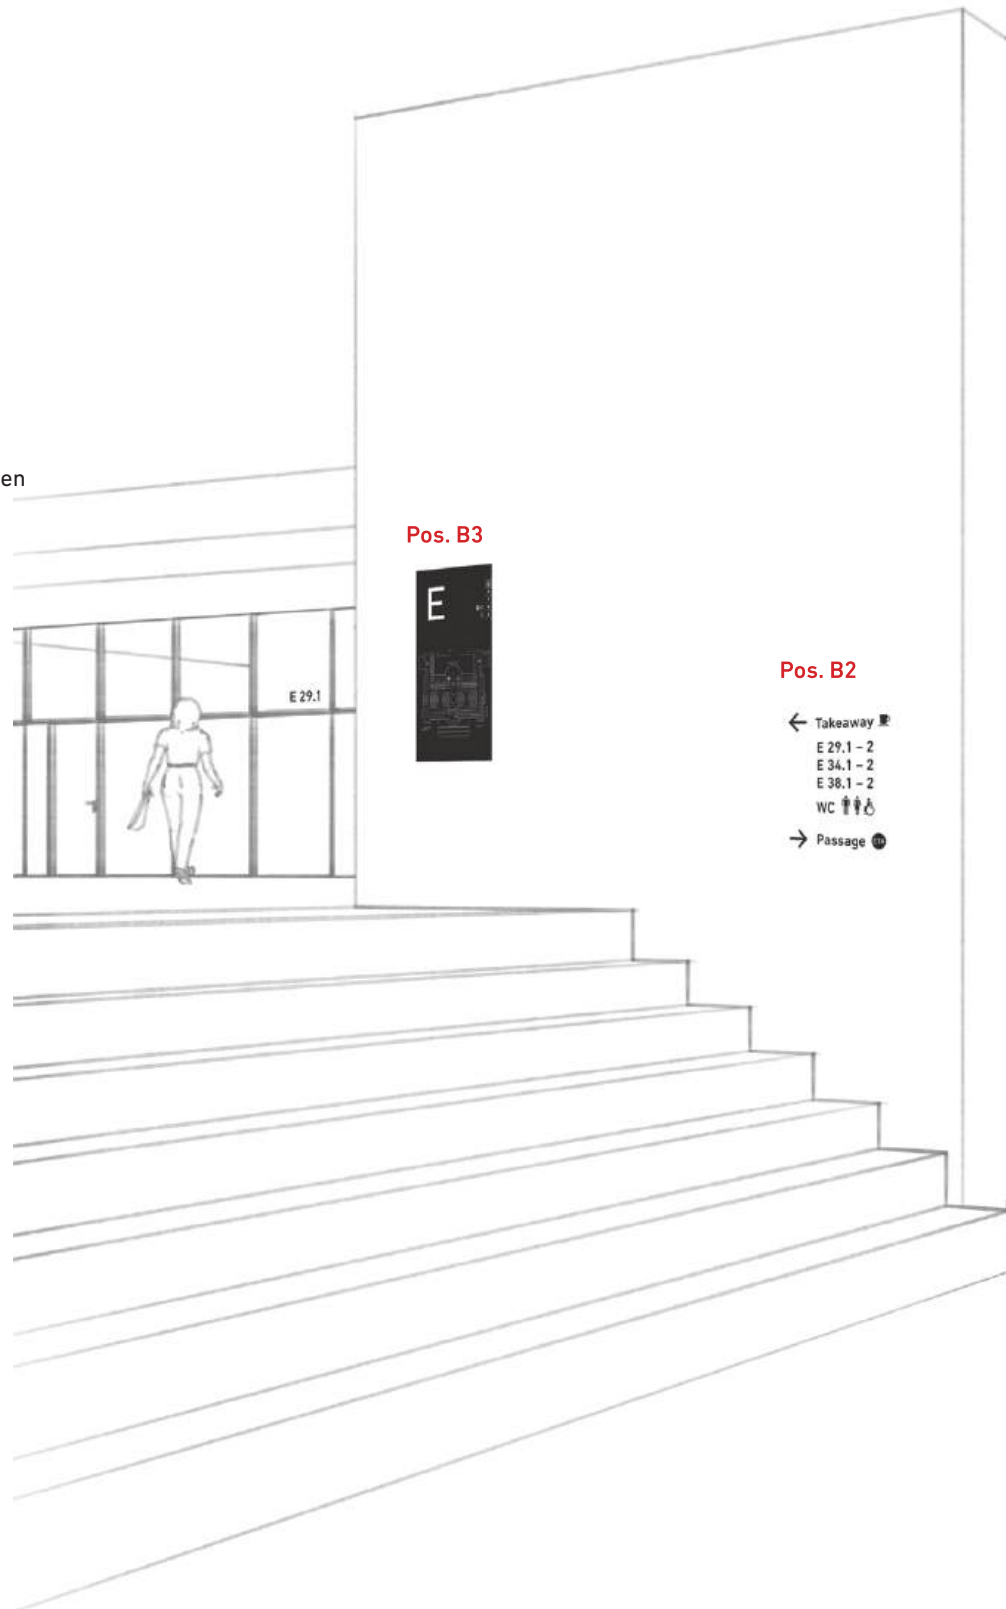 en
Pos. B3
E
E 29.1
Pos. B2
← Takeaway
E 29.1 – 2
E 34.1 – 2
E 38.1 – 2
WC
→ Passage